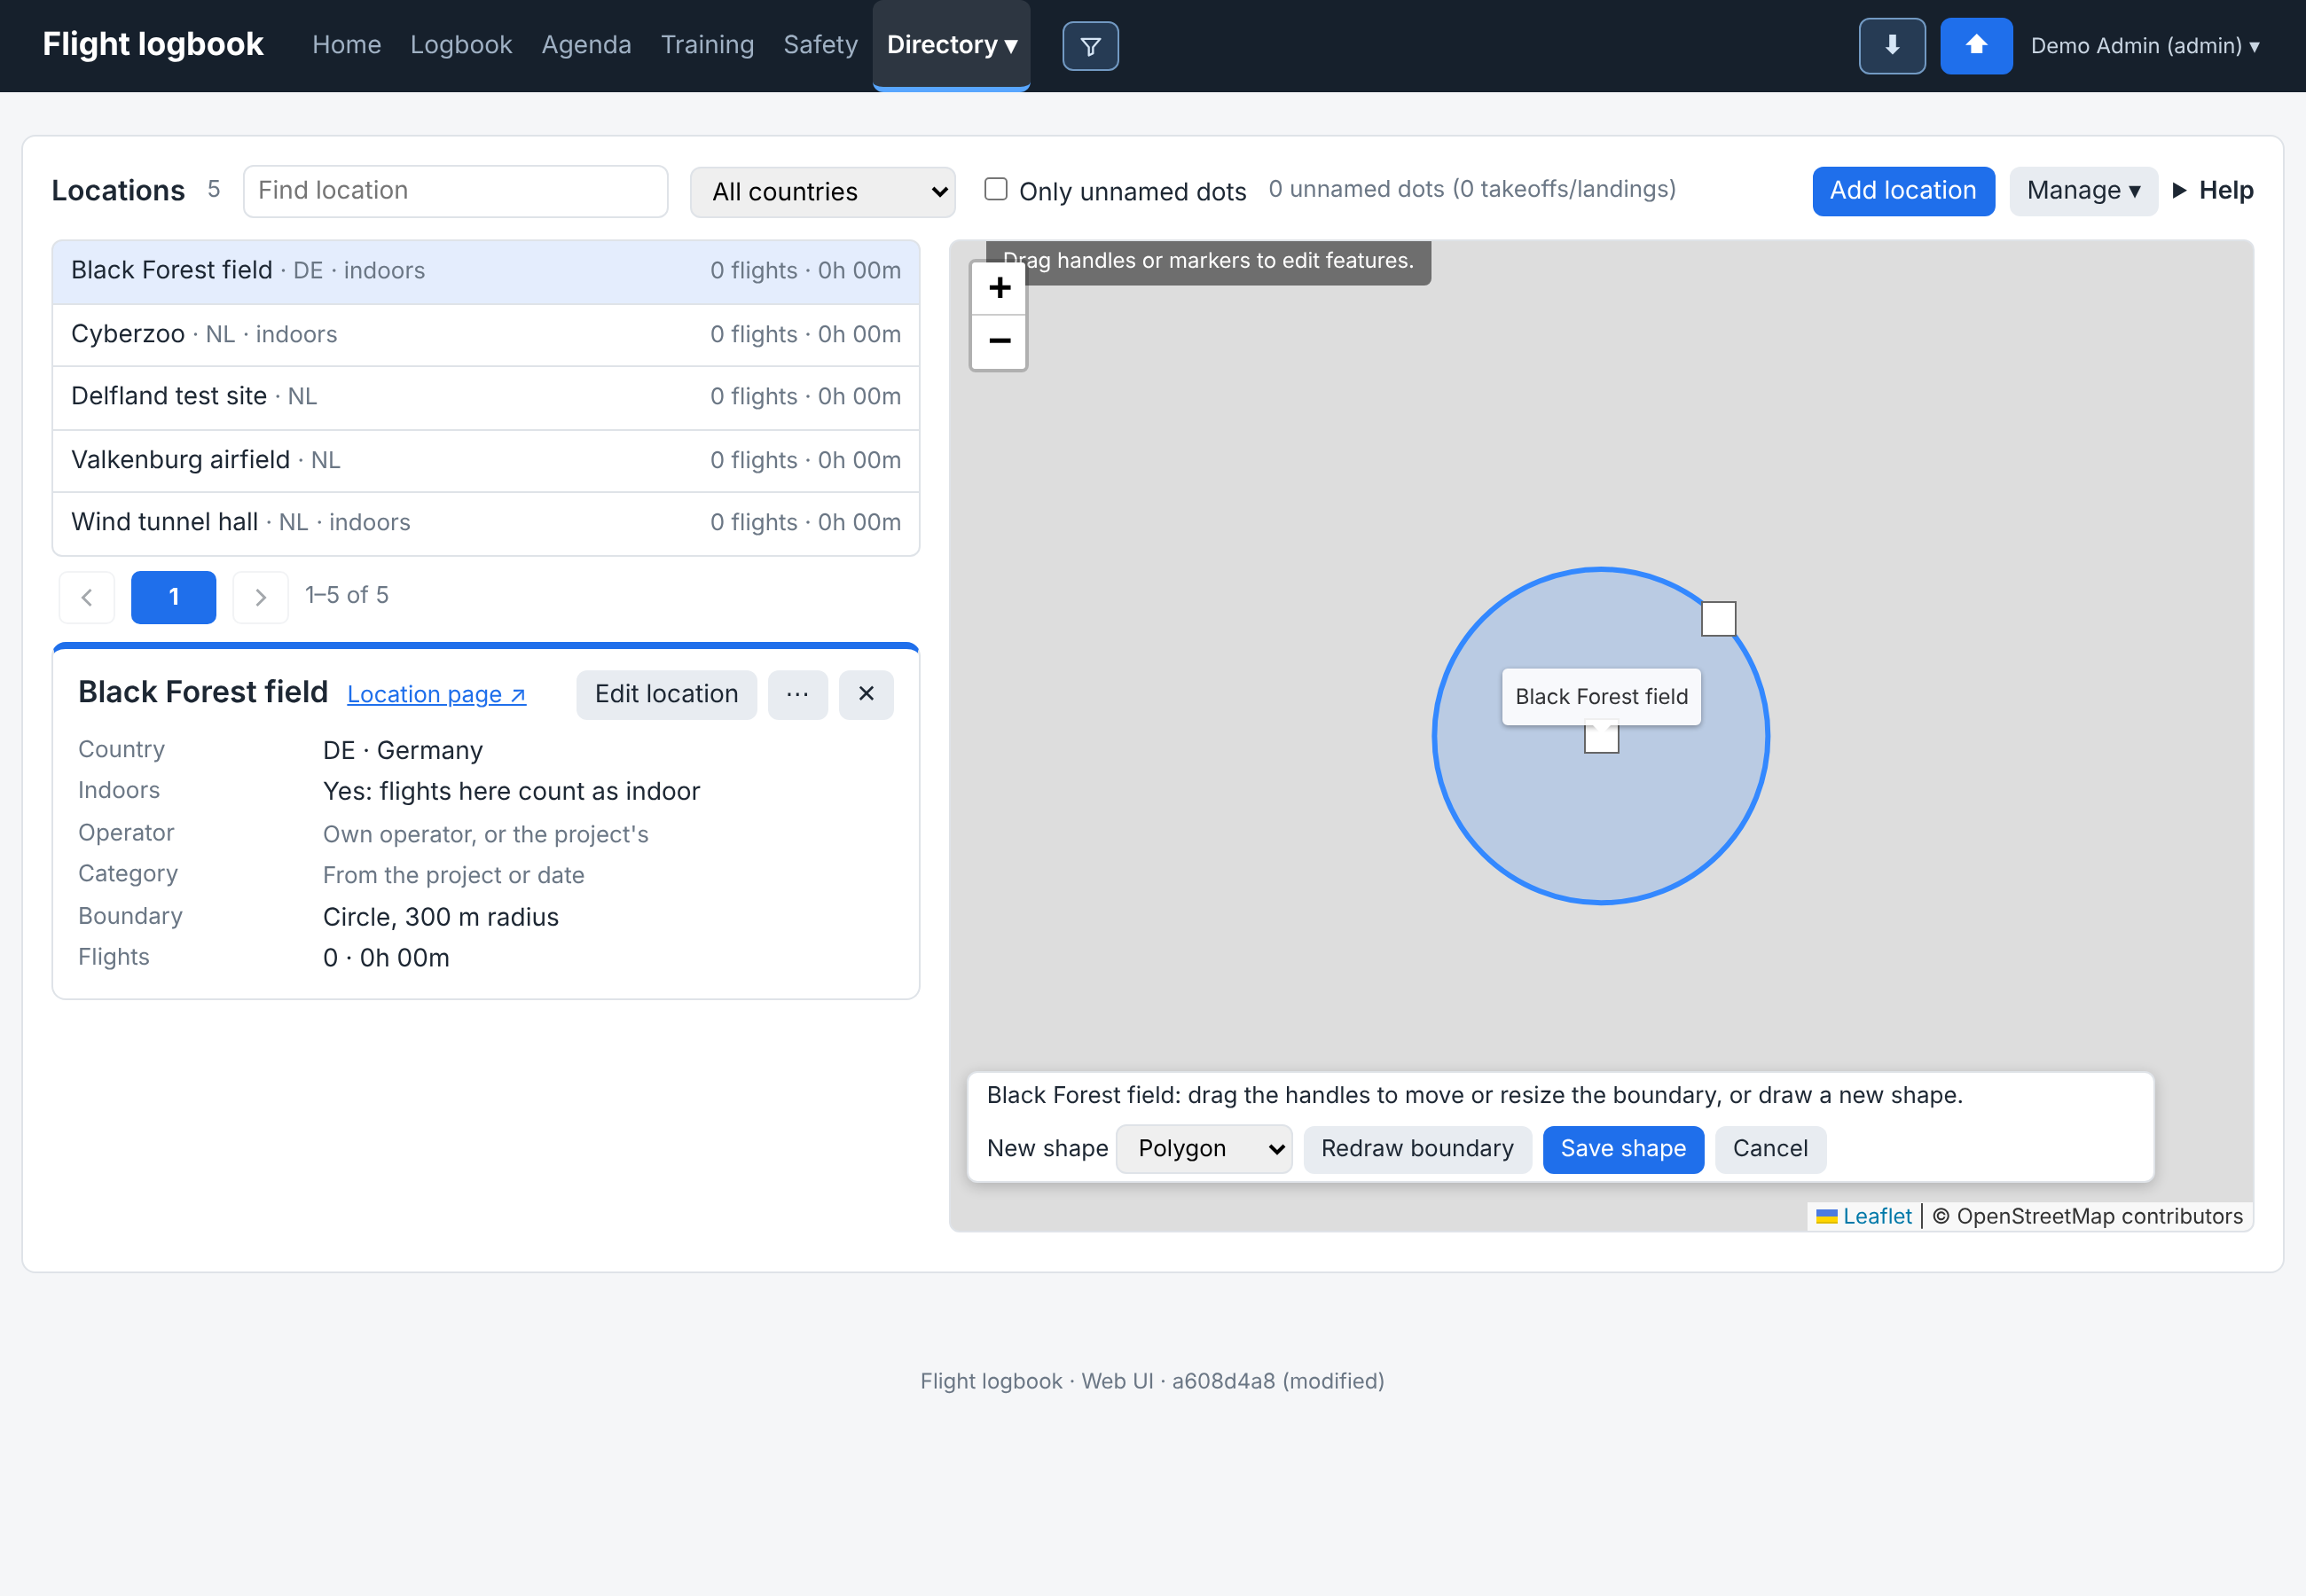 Flight logbook Home Logbook Agenda Training Safety Directory ▾ Demo Admin (admin) ▾
Locations 5 Find location All countries Only unnamed dots 0 unnamed dots (0 takeoffs/landings) Add location Manage ▾ ▶ Help
Black Forest field · DE · indoors 0 flights · 0h 00m
Cyberzoo · NL · indoors 0 flights · 0h 00m
Delfland test site · NL 0 flights · 0h 00m
Valkenburg airfield · NL 0 flights · 0h 00m
Wind tunnel hall · NL · indoors 0 flights · 0h 00m
1 1–5 of 5
Black Forest field Location page ↗ Edit location ⋯ ✕
Country DE · Germany
Indoors Yes: flights here count as indoor
Operator Own operator, or the project's
Category From the project or date
Boundary Circle, 300 m radius
Flights 0 · 0h 00m
Drag handles or markers to edit features.
+
−
Black Forest field
Black Forest field: drag the handles to move or resize the boundary, or draw a new shape.
New shape Polygon Redraw boundary Save shape Cancel
Leaflet | © OpenStreetMap contributors
Flight logbook · Web UI · a608d4a8 (modified)